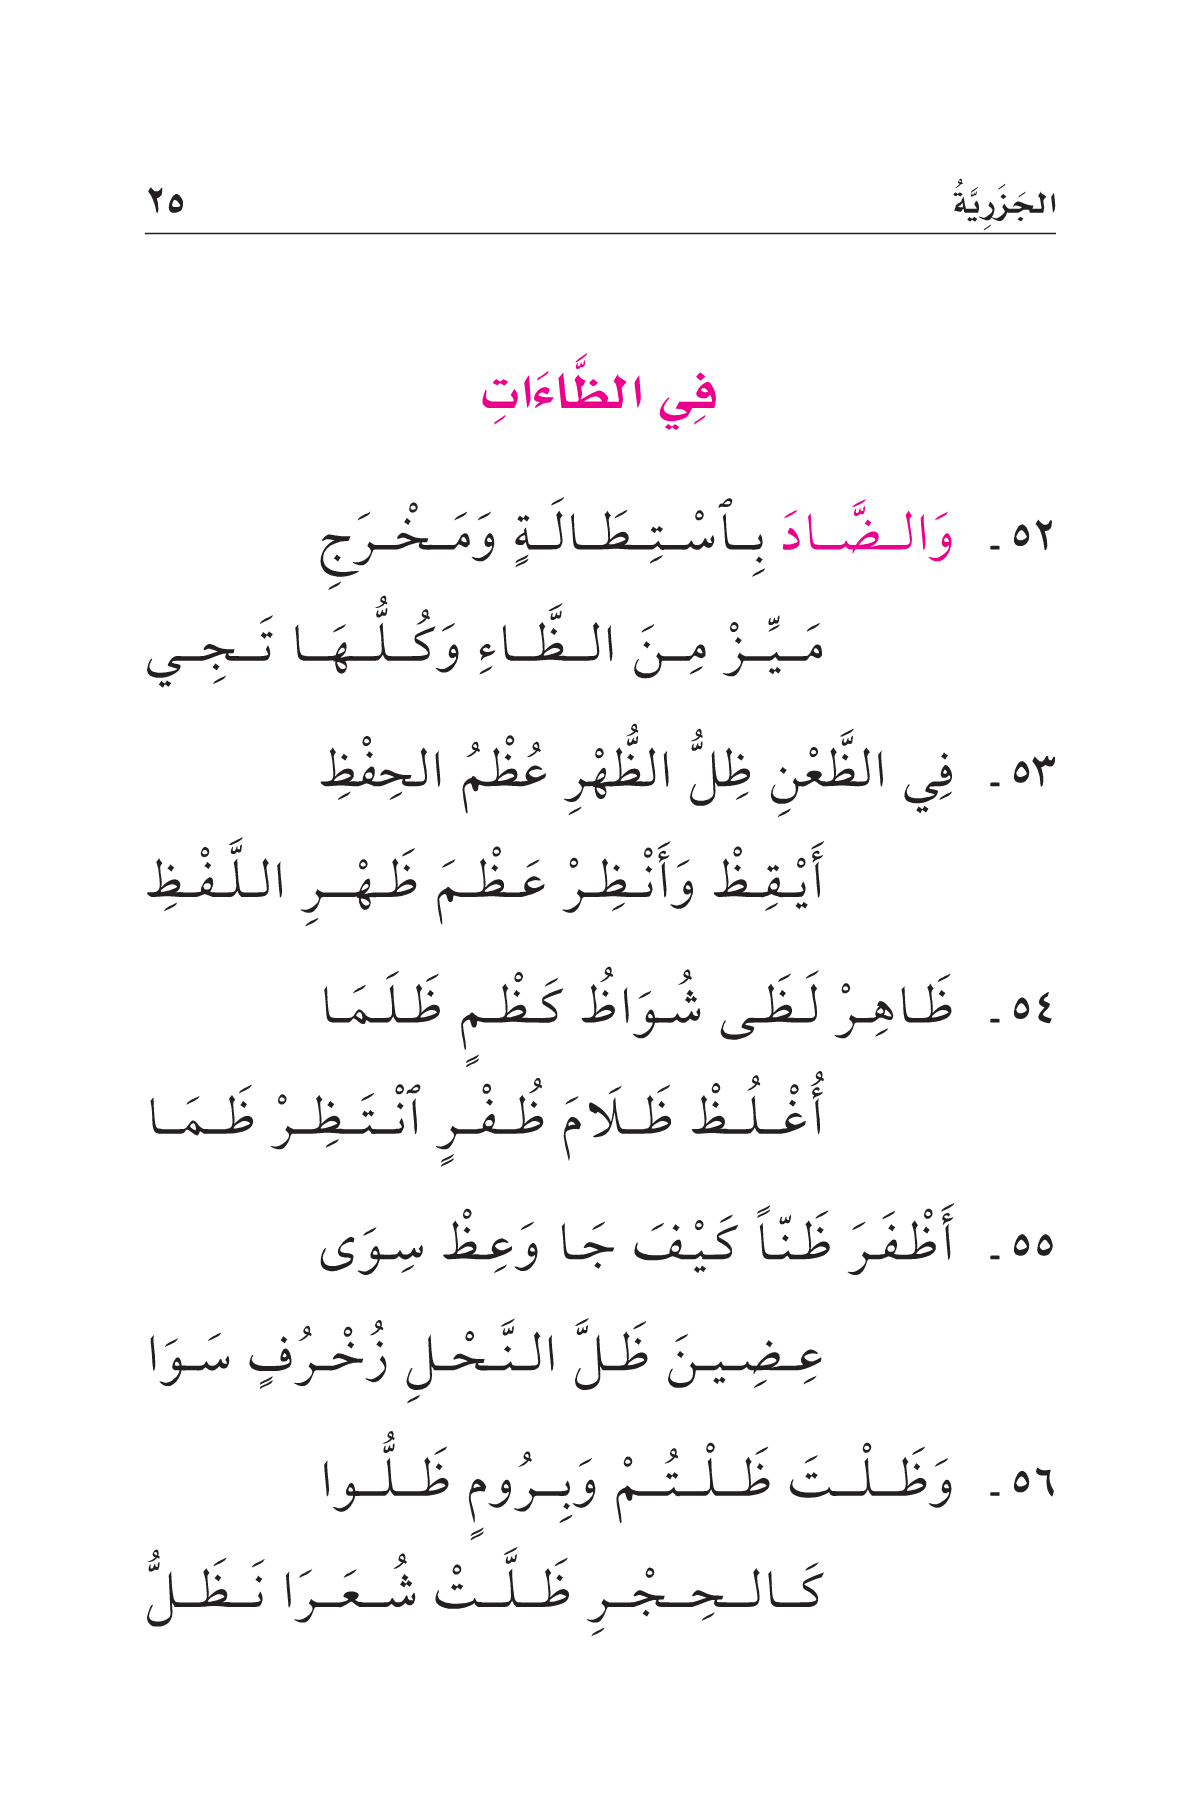 الجَزَرِيَّةُ ٢٥
فِي الظَّاءَاتِ
٥٢ - وَالضَّادَ بِٱسْتِطَالَةٍ وَمَخْرَجِ
مَيِّزْ مِنَ الظَّاءِ وَكُلُّهَا تَجِي
٥٣ - فِي الظَّعْنِ ظِلُّ الظُّهْرِ عُظْمُ الحِفْظِ
أَيْقِظْ وَأَنْظِرْ عَظْمَ ظَهْرِ اللَّفْظِ
٥٤ - ظَاهِرْ لَظَى شُوَاظُ كَظْمٍ ظَلَمَا
أُغْلُظْ ظَلَامَ ظُفْرٍ ٱنْتَظِرْ ظَمَا
٥٥ - أَظْفَرَ ظَنّاً كَيْفَ جَا وَعِظْ سِوَى
عِضِينَ ظَلَّ النَّحْلِ زُخْرُفٍ سَوَا
٥٦ - وَظَلْتَ ظَلْتُمْ وَبِرُومٍ ظَلُّوا
كَالحِجْرِ ظَلَّتْ شُعَرَا نَظَلُّ